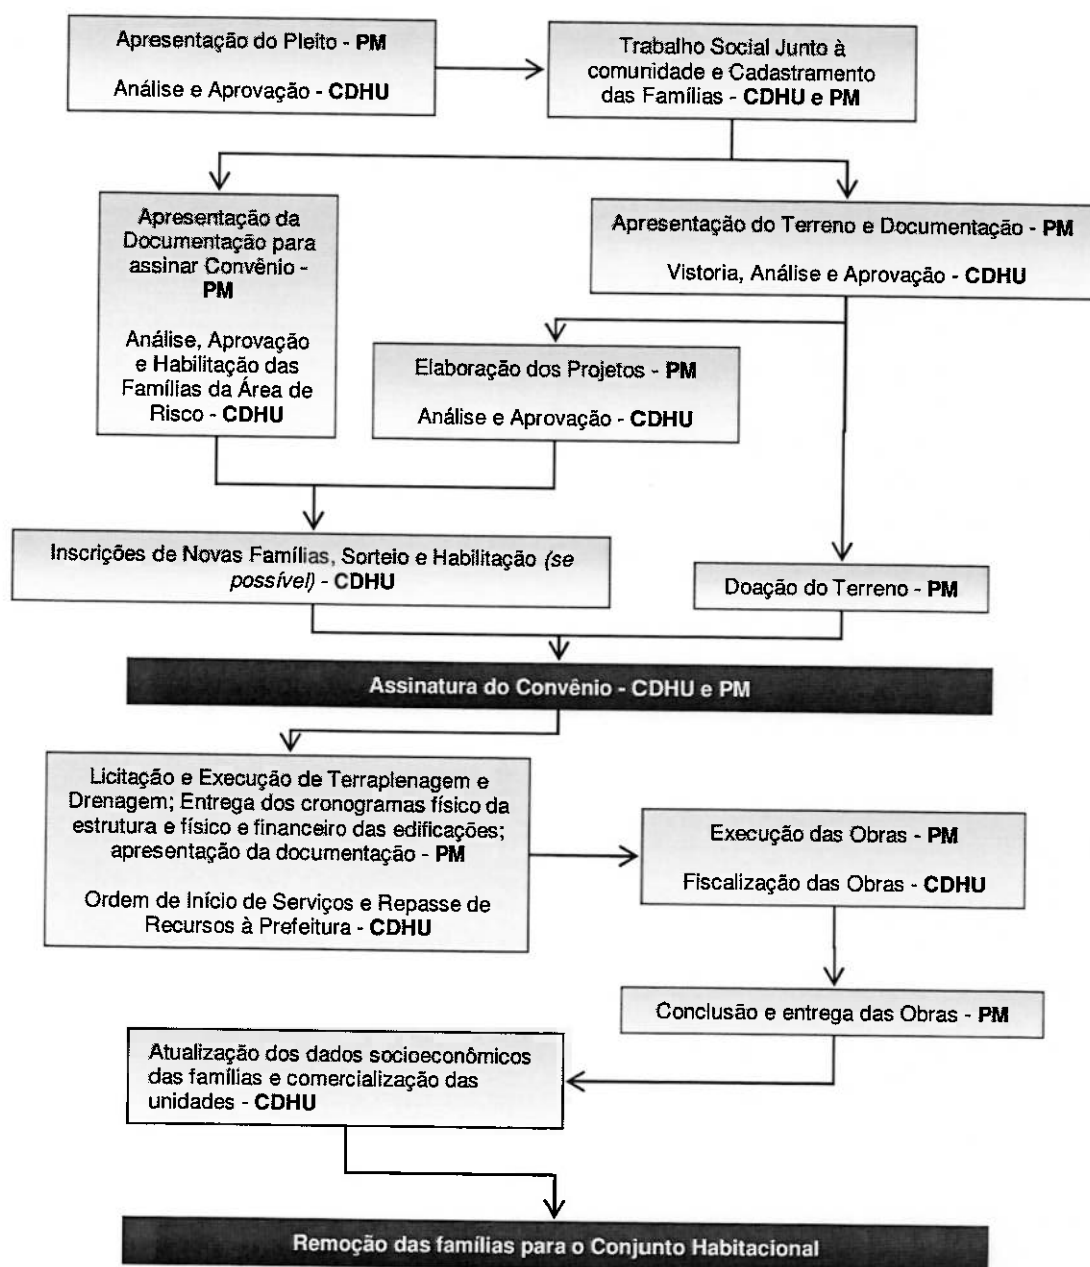 Apresentação do Pleito - PM
Análise e Aprovação - CDHU
Trabalho Social Junto à
comunidade e Cadastramento
das Famílias - CDHU e PM
Apresentação da
Documentação para
assinar Convênio -
PM
Análise, Aprovação
e Habilitação das
Famílias da Área de
Risco - CDHU
Apresentação do Terreno e Documentação - PM
Vistoria, Análise e Aprovação - CDHU
Elaboração dos Projetos - PM
Análise e Aprovação - CDHU
Inscrições de Novas Famílias, Sorteio e Habilitação (se
possível) - CDHU
Doação do Terreno - PM
Assinatura do Convênio - CDHU e PM
Licitação e Execução de Terraplenagem e
Drenagem; Entrega dos cronogramas físico da
estrutura e físico e financeiro das edificações;
apresentação da documentação - PM
Ordem de Início de Serviços e Repasse de
Recursos à Prefeitura - CDHU
Execução das Obras - PM
Fiscalização das Obras - CDHU
Conclusão e entrega das Obras - PM
Atualização dos dados socioeconômicos
das famílias e comercialização das
unidades - CDHU
Remoção das famílias para o Conjunto Habitacional